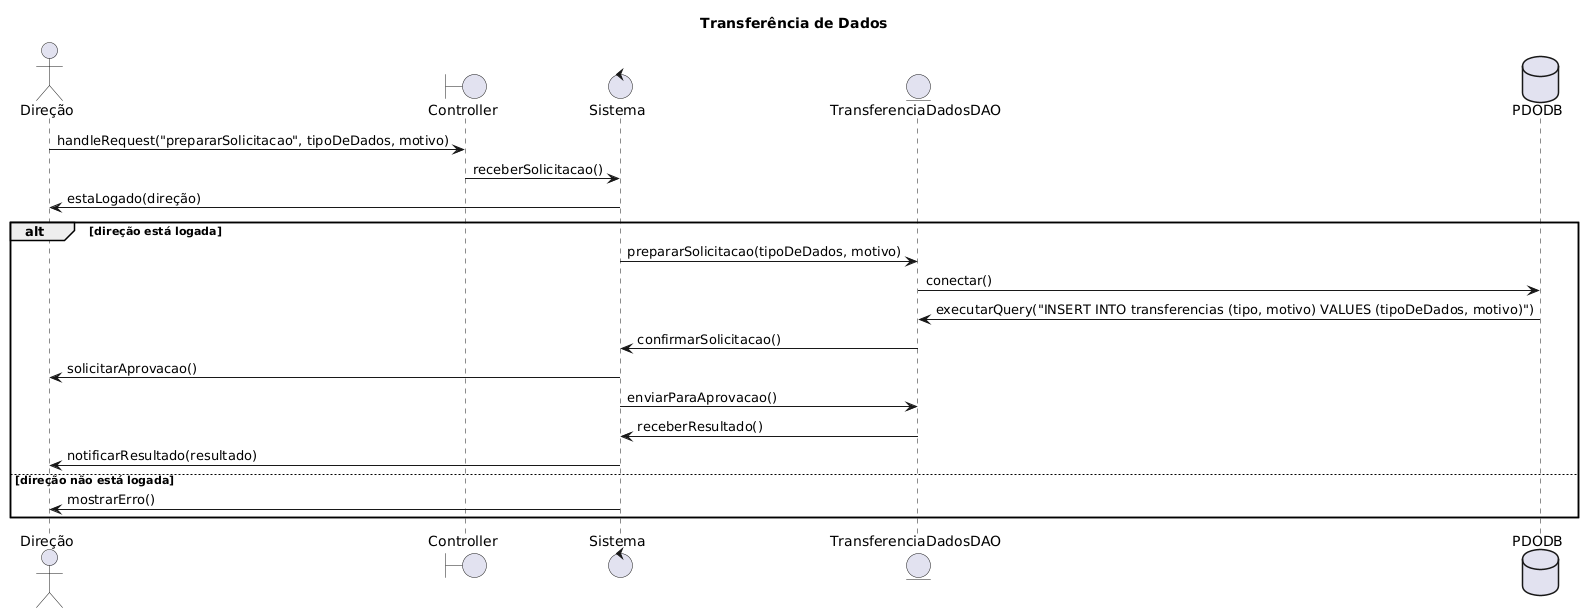 Transferência de Dados
Direção
Controller
Sistema
TransferenciaDadosDAO
PDODB
handleRequest("prepararSolicitacao", tipoDeDados, motivo)
receberSolicitacao()
estaLogado(direção)
alt
[direção está logada]
prepararSolicitacao(tipoDeDados, motivo)
conectar()
executarQuery("INSERT INTO transferencias (tipo, motivo) VALUES (tipoDeDados, motivo)")
confirmarSolicitacao()
solicitarAprovacao()
enviarParaAprovacao()
receberResultado()
notificarResultado(resultado)
[direção não está logada]
mostrarErro()
Direção
Controller
Sistema
TransferenciaDadosDAO
PDODB